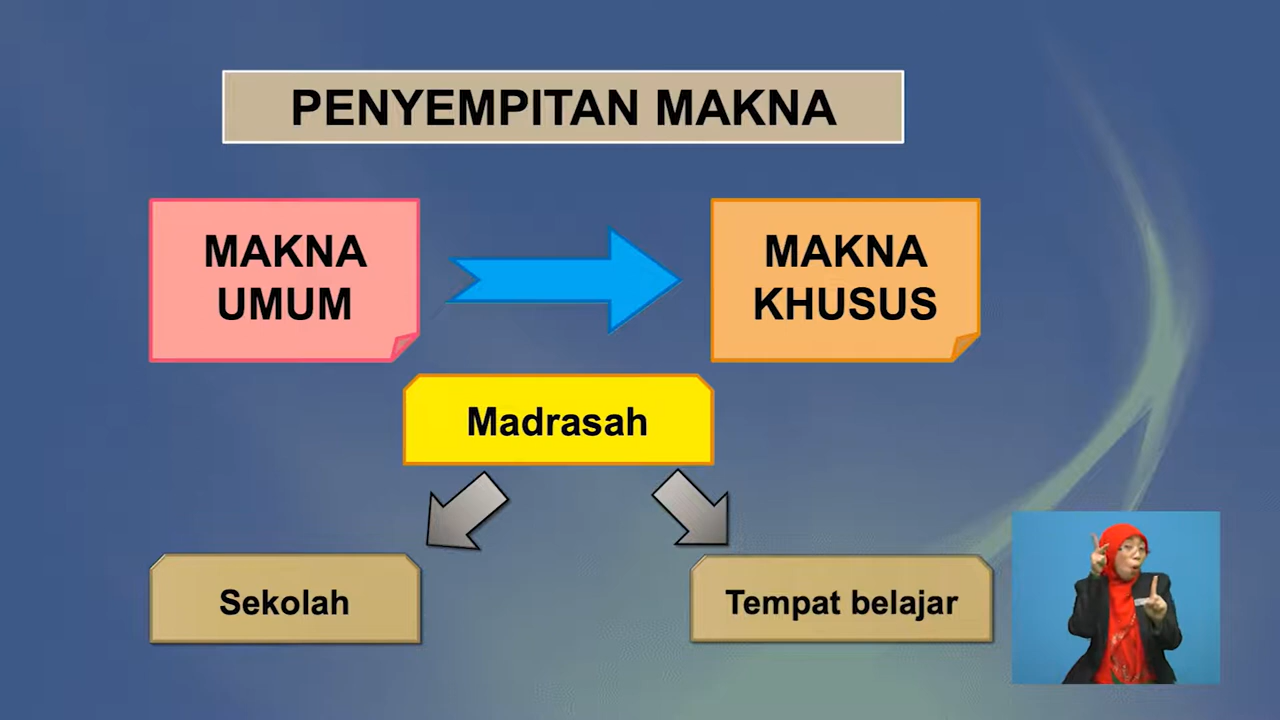 PENYEMPITAN MAKNA
MAKNA
UMUM
MAKNA
KHUSUS
Madrasah
Sekolah
Tempat belajar